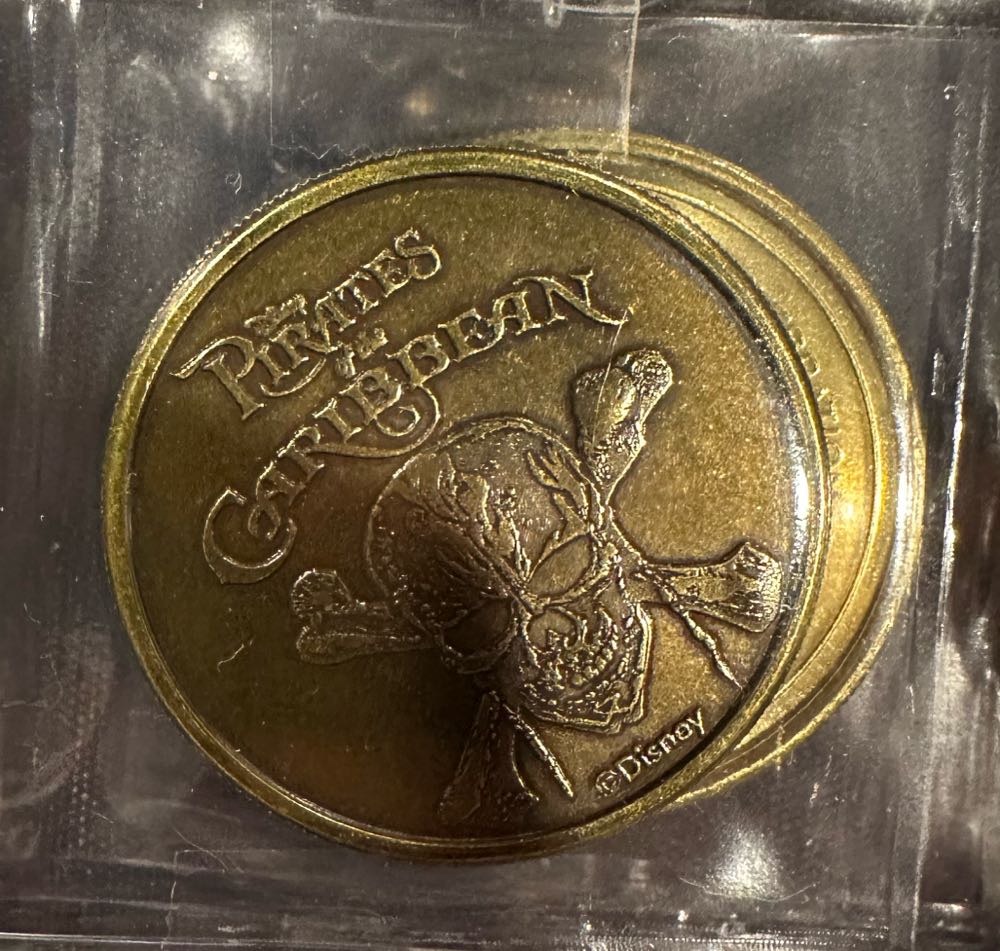 PIRATES
of the
CARIBBEAN
©Disney